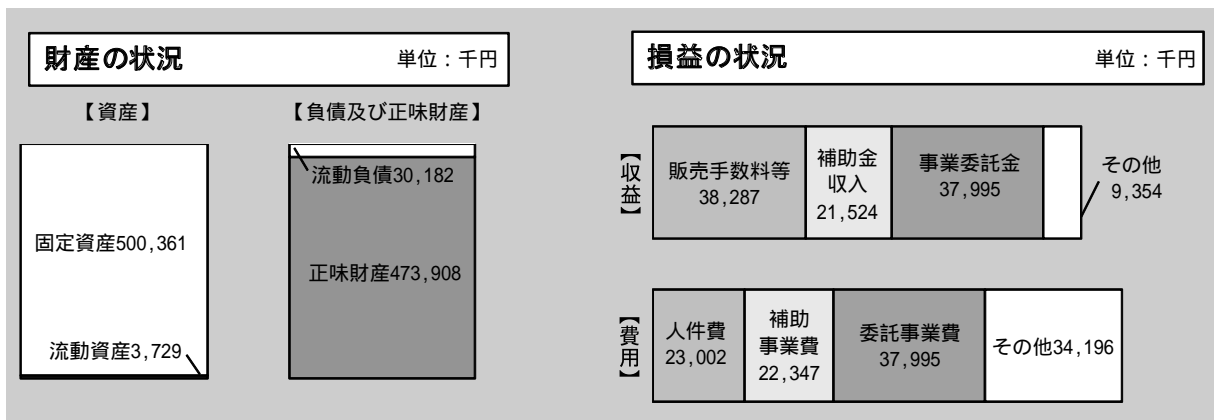 財産の状況 単位：千円
【資産】 【負債及び正味財産】
固定資産500,361
流動資産3,729
流動負債30,182
正味財産473,908
損益の状況 単位：千円
【収益】
販売手数料等
38,287
補助金
収入
21,524
事業委託金
37,995
その他
9,354
【費用】
人件費
23,002
補助
事業費
22,347
委託事業費
37,995
その他34,196